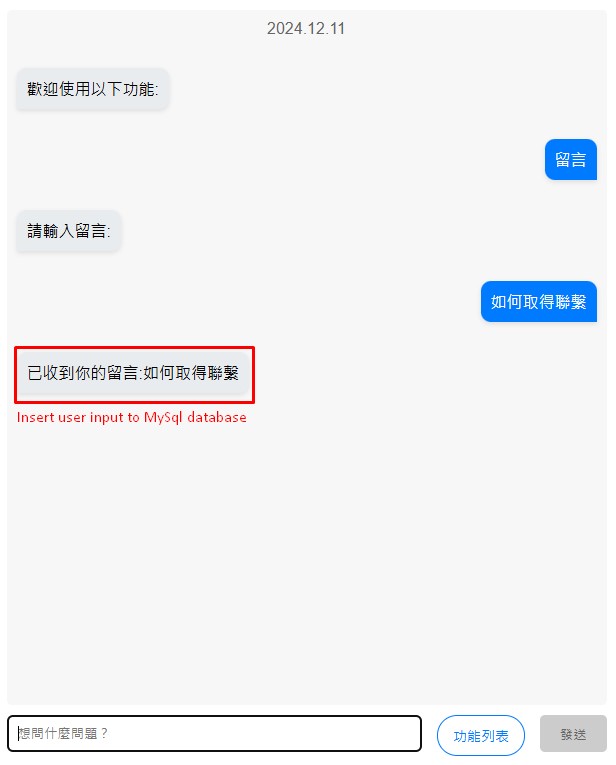 2024.12.11
歡迎使用以下功能:
留言
請輸入留言:
如何取得聯繫
已收到你的留言:如何取得聯繫
Insert user input to MySql database
想問什麼問題？
功能列表
發送